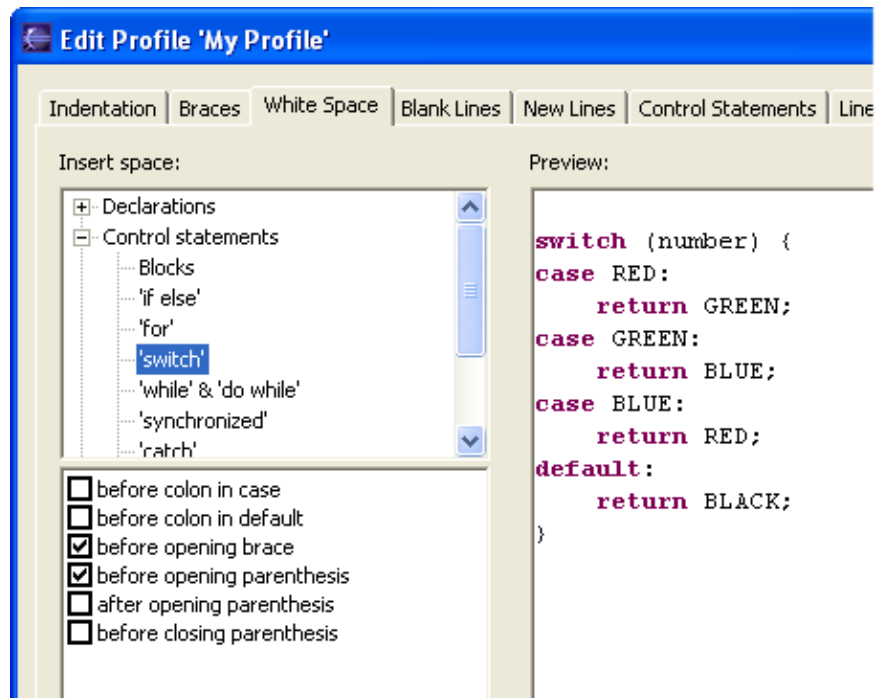 Edit Profile 'My Profile'
Indentation Braces White Space Blank Lines New Lines Control Statements Line
Insert space:
Declarations
Control statements
Blocks
'if else'
'for'
'switch'
'while' & 'do while'
'synchronized'
'catch'
before colon in case
before colon in default
before opening brace
before opening parenthesis
after opening parenthesis
before closing parenthesis
Preview:
switch (number) {
case RED:
    return GREEN;
case GREEN:
    return BLUE;
case BLUE:
    return RED;
default:
    return BLACK;
}